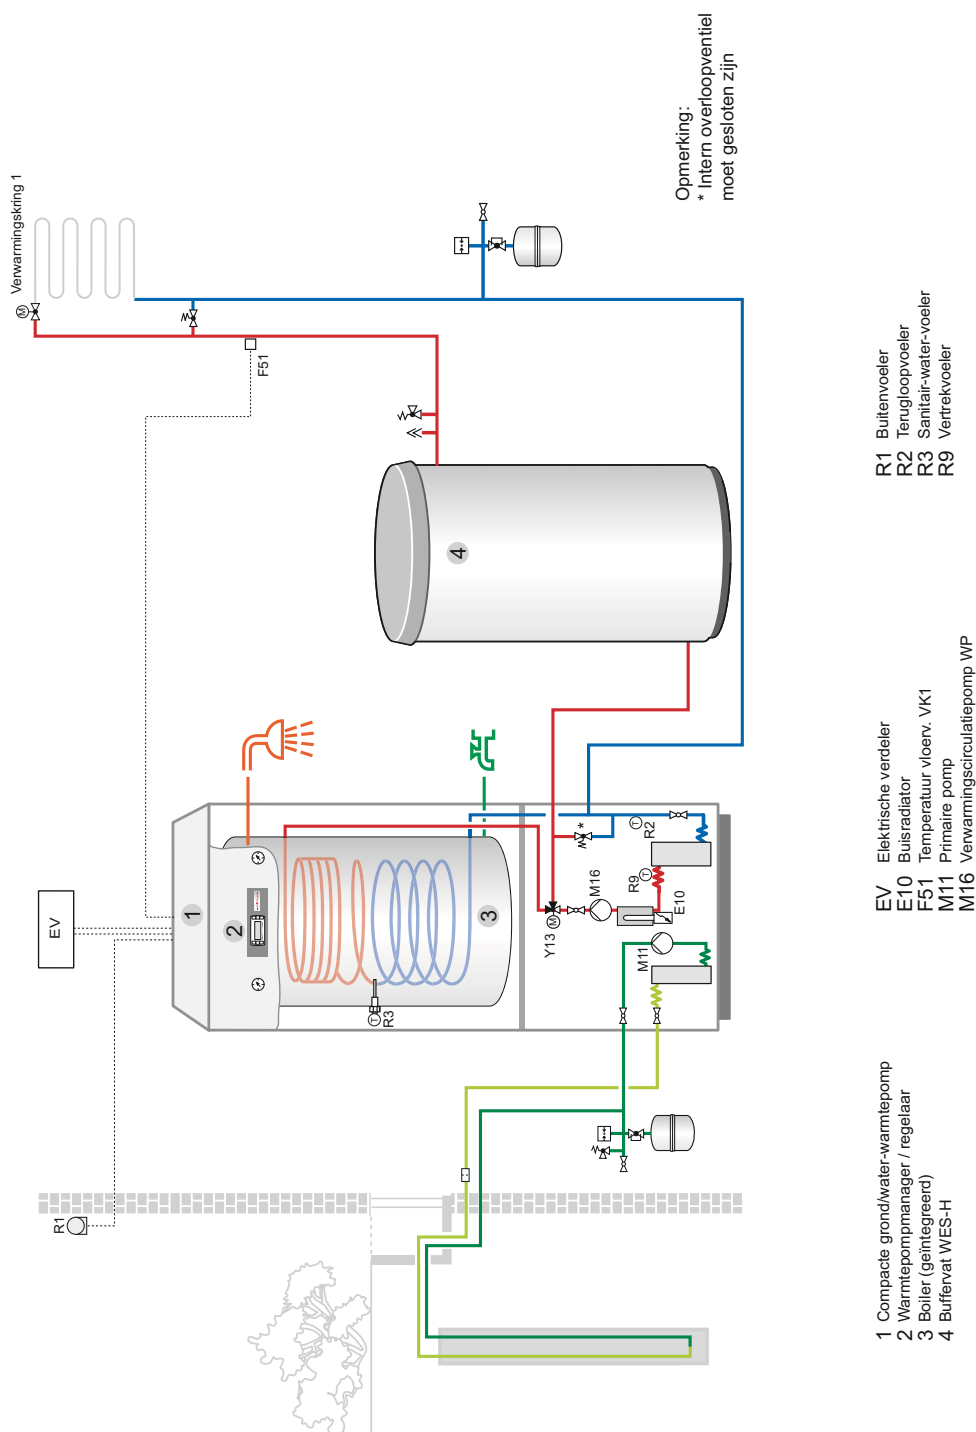 Verwarmingskring 1
M
F51
Opmerking:
* Intern overloopventiel
moet gesloten zijn
EV
1
2
3
4
T
R3
R1
Y13
M
M16
*
T
R2
R9
T
E10
M11
1 Compacte grond/water-warmtepomp
2 Warmtepompmanager / regelaar
3 Boiler (geïntegreerd)
4 Buffervat WES-H
EV Elektrische verdeler
E10 Buisradiator
F51 Temperatuur vloerv. VK1
M11 Primaire pomp
M16 Verwarmingscirculatiepomp WP
R1 Buitenvoeler
R2 Terugloopvoeler
R3 Sanitair-water-voeler
R9 Vertrekvoeler